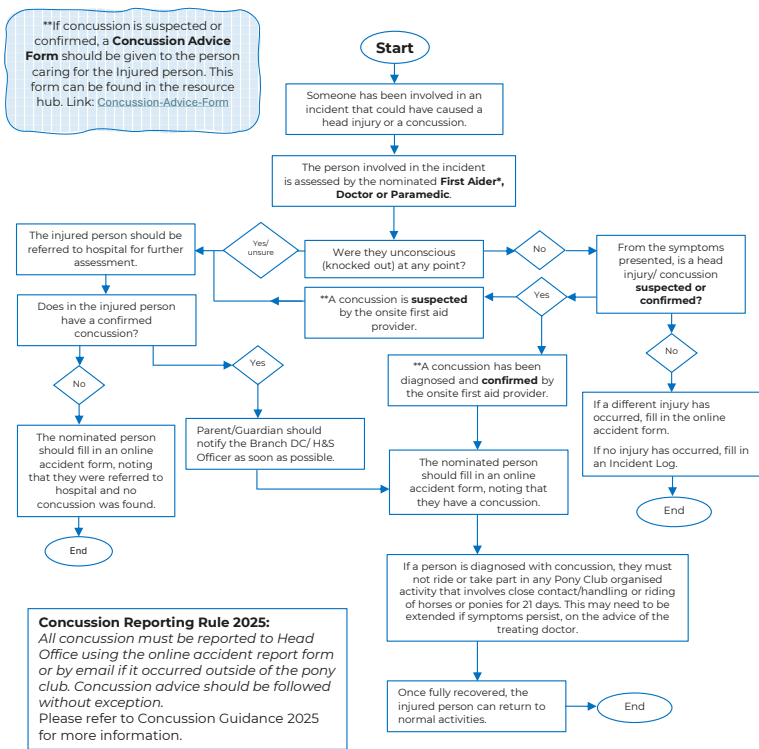 **If concussion is suspected or
confirmed, a Concussion Advice
Form should be given to the person
caring for the Injured person. This
form can be found in the resource
hub. Link: Concussion-Advice-Form
Start
Someone has been involved in an
incident that could have caused a
head injury or a concussion.
The person involved in the incident
is assessed by the nominated First Aider*,
Doctor or Paramedic.
The injured person should be
referred to hospital for further
assessment.
Yes/
unsure
Were they unconscious
(knocked out) at any point?
No
From the symptoms
presented, is a head
injury/ concussion
suspected or
confirmed?
**A concussion is suspected
by the onsite first aid
provider.
Yes
Does in the injured person
have a confirmed
concussion?
No
Yes
**A concussion has been
diagnosed and confirmed by
the onsite first aid provider.
No
If a different injury has
occurred, fill in the online
accident form.
If no injury has occurred, fill in
an Incident Log.
The nominated person
should fill in an online
accident form, noting
that they were referred to
hospital and no
concussion was found.
Parent/Guardian should
notify the Branch DC/ H&S
Officer as soon as possible.
The nominated person
should fill in an online
accident form, noting that
they have a concussion.
End
End
If a person is diagnosed with concussion, they must
not ride or take part in any Pony Club organised
activity that involves close contact/handling or riding
of horses or ponies for 21 days. This may need to be
extended if symptoms persist, on the advice of the
treating doctor.
Concussion Reporting Rule 2025:
All concussion must be reported to Head
Office using the online accident report form
or by email if it occurred outside of the pony
club. Concussion advice should be followed
without exception.
Please refer to Concussion Guidance 2025
for more information.
Once fully recovered, the
injured person can return to
normal activities.
End